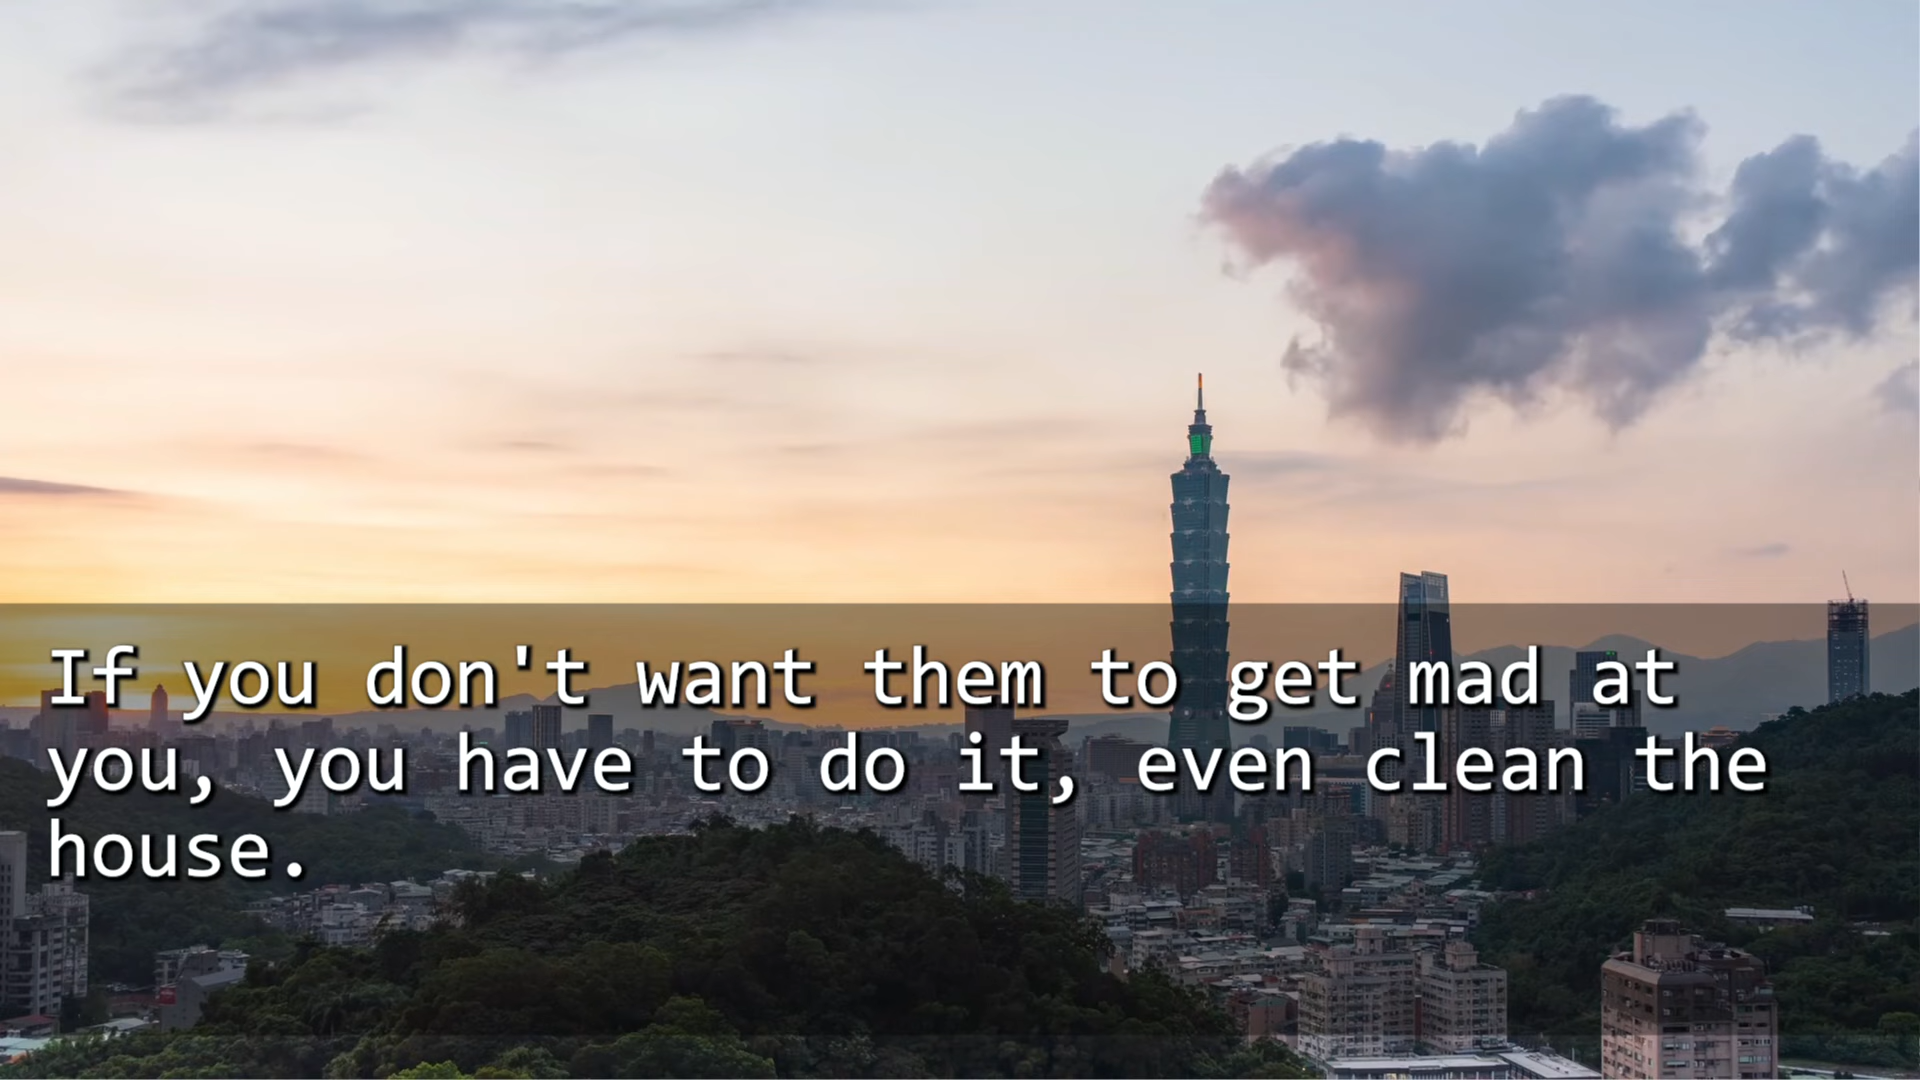 If you don't want them to get mad at
you, you have to do it, even clean the
house.